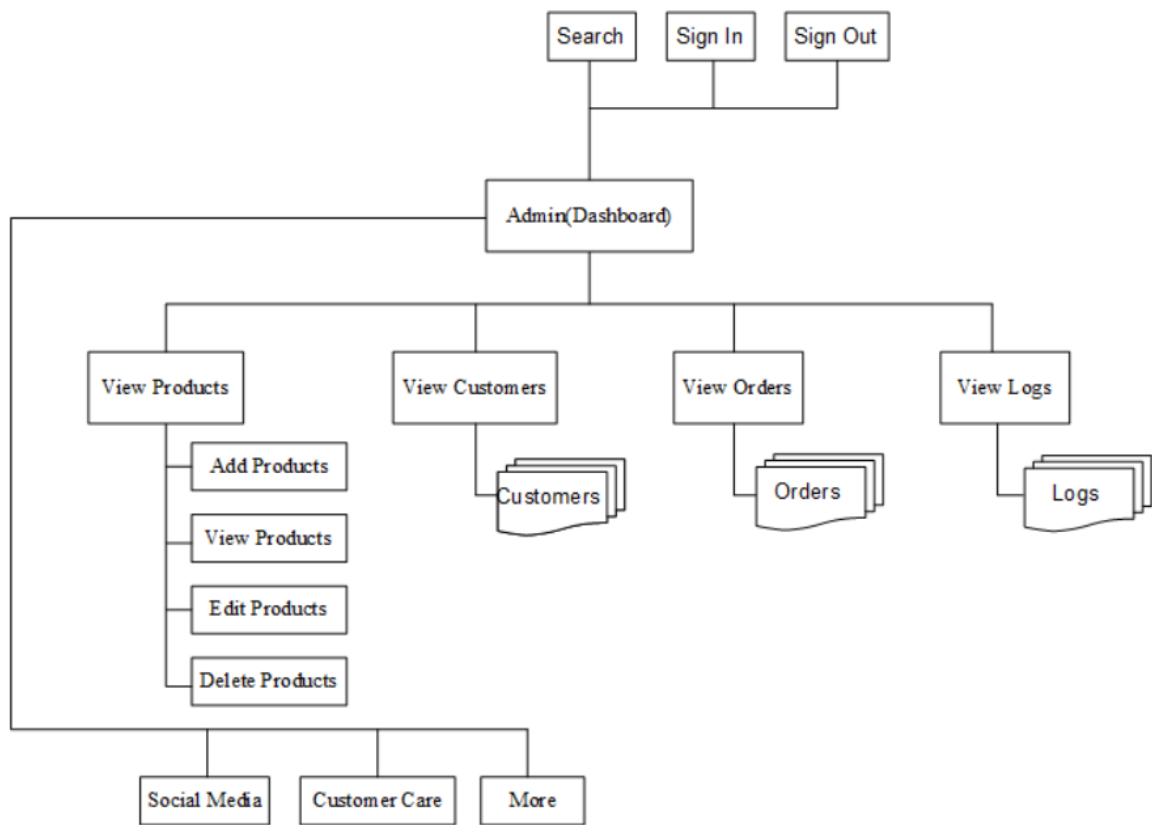 Search
Sign In
Sign Out
Admin(Dashboard)
View Products
View Customers
View Orders
View Logs
Add Products
View Products
Edit Products
Delete Products
Customers
Orders
Logs
Social Media
Customer Care
More